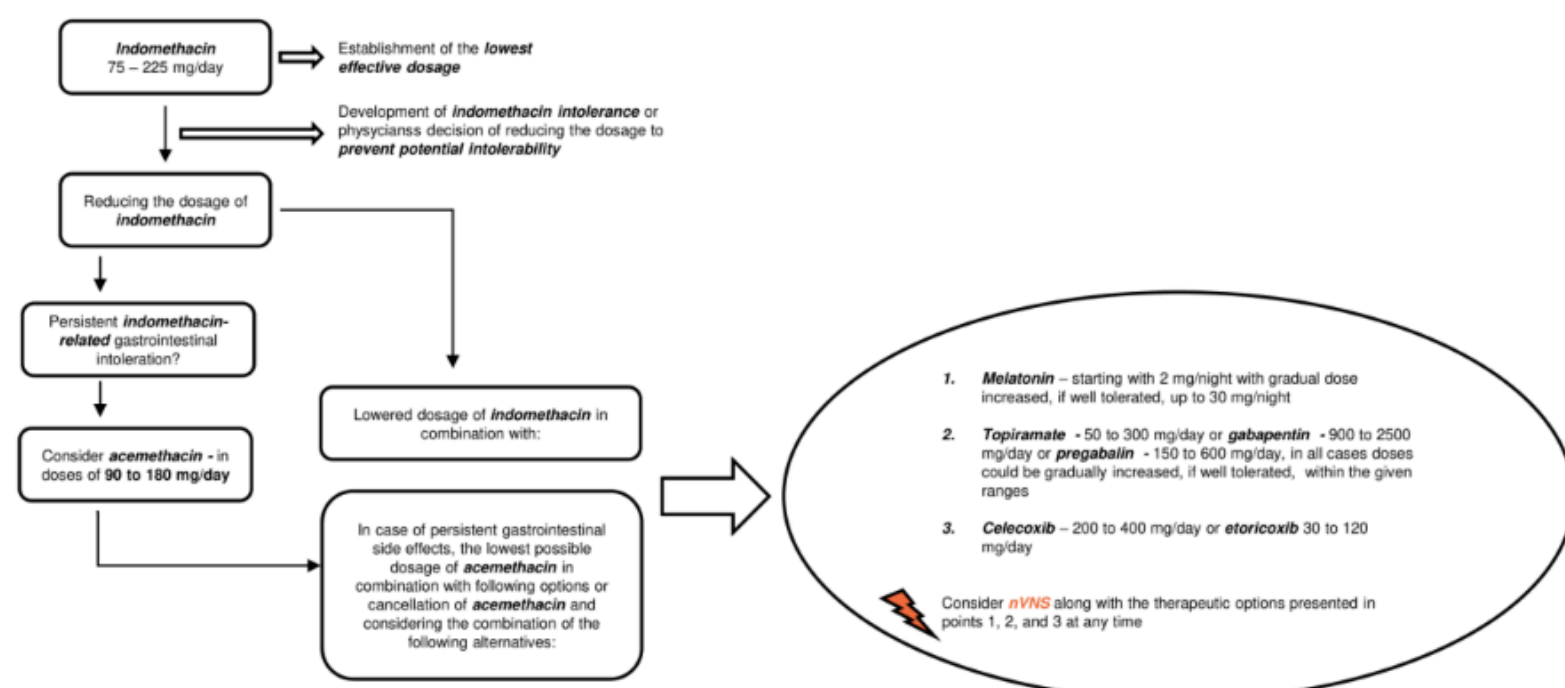 Indomethacin
75 – 225 mg/day
Establishment of the lowest
effective dosage
Development of indomethacin intolerance or
physycianss decision of reducing the dosage to
prevent potential intolerability
Reducing the dosage of
indomethacin
Persistent indomethacin-
related gastrointestinal
intoleration?
Consider acemethacin - in
doses of 90 to 180 mg/day
Lowered dosage of indomethacin in
combination with:
In case of persistent gastrointestinal
side effects, the lowest possible
dosage of acemethacin in
combination with following options or
cancellation of acemethacin and
considering the combination of the
following alternatives:
1. Melatonin – starting with 2 mg/night with gradual dose
increased, if well tolerated, up to 30 mg/night
2. Topiramate - 50 to 300 mg/day or gabapentin - 900 to 2500
mg/day or pregabalin - 150 to 600 mg/day, in all cases doses
could be gradually increased, if well tolerated, within the given
ranges
3. Celecoxib – 200 to 400 mg/day or etoricoxib 30 to 120
mg/day
Consider nVNS along with the therapeutic options presented in
points 1, 2, and 3 at any time